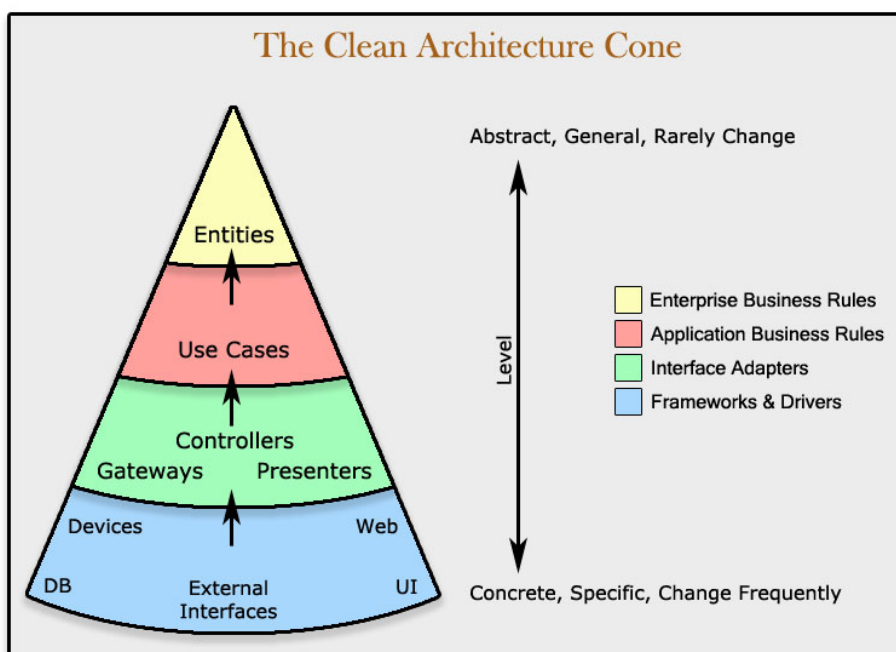 The Clean Architecture Cone
Abstract, General, Rarely Change
Entities
Use Cases
Controllers
Gateways Presenters
Devices Web
DB External UI
Interfaces
Level
Enterprise Business Rules
Application Business Rules
Interface Adapters
Frameworks & Drivers
Concrete, Specific, Change Frequently